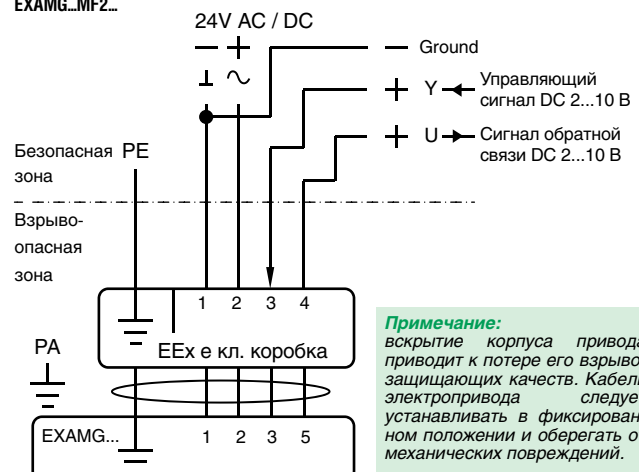 EXAMG...MF2...
24V AC / DC
Ground
Y
Управляющий
сигнал DC 2...10 В
U
Сигнал обратной
связи DC 2...10 В
Безопасная
зона
PE
Взрыво-
опасная
зона
1 2 3 4
PA
EEx e кл. коробка
EXAMG...
1 2 3 5
Примечание:
вскрытие корпуса привода
приводит к потере его взрыво
защищающих качеств. Кабель
электропривода следуе
устанавливать в фиксирован
ном положении и оберегать о
механических повреждений.